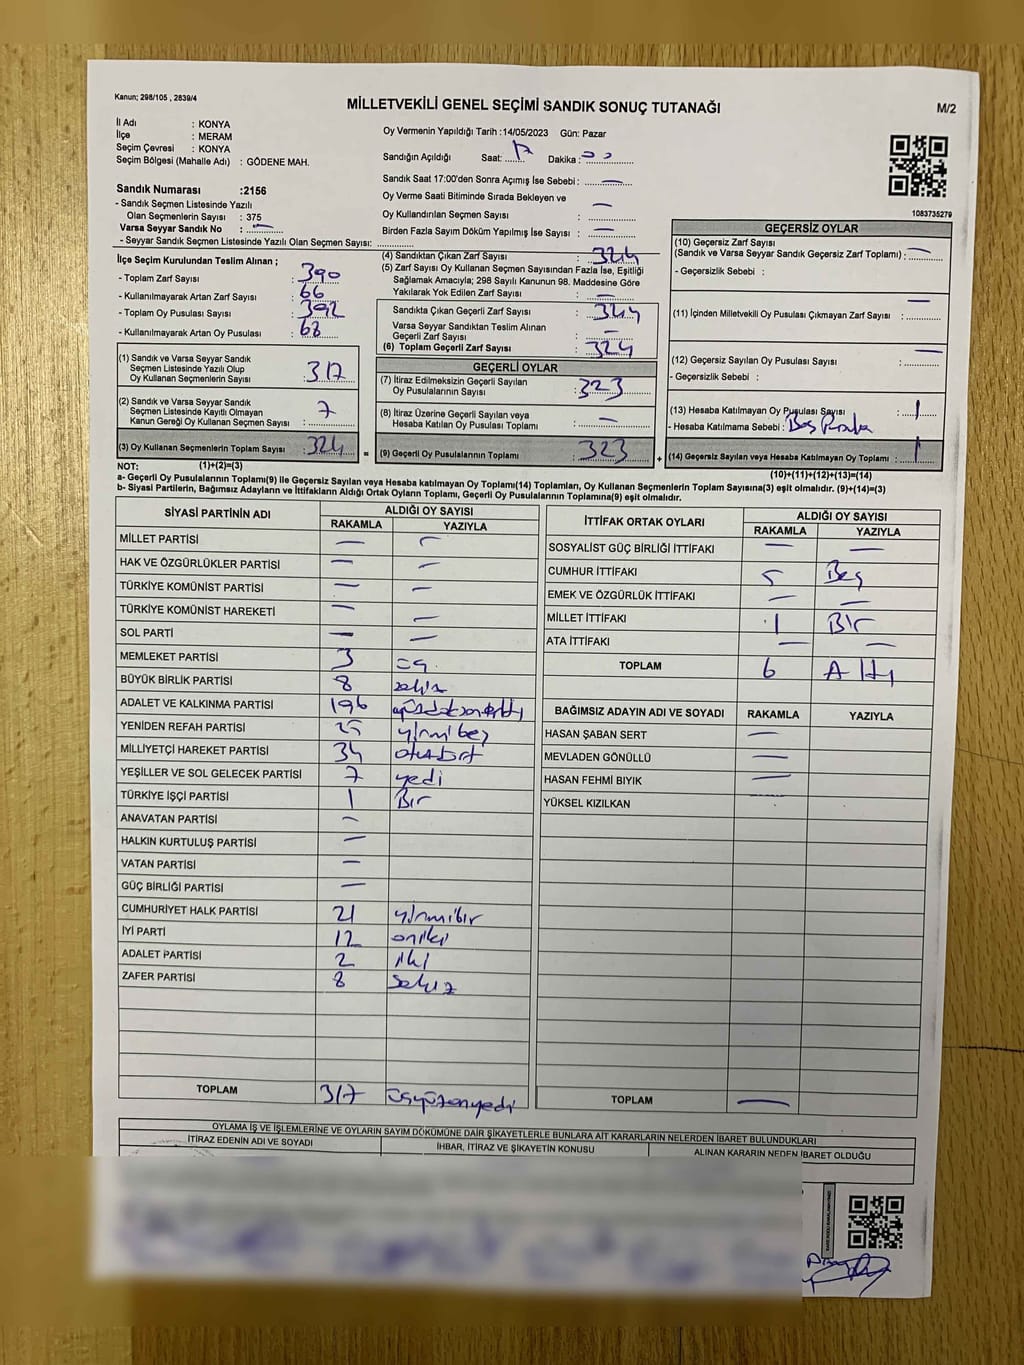 Kanun; 298/105 , 2839/4
MİLLETVEKİLİ GENEL SEÇİMİ SANDIK SONUÇ TUTANAĞI
M/2
İl Adı : KONYA
İlçe : MERAM
Seçim Çevresi : KONYA
Seçim Bölgesi (Mahalle Adı) : GÖDENE MAH.
Sandık Numarası :2156
- Sandık Seçmen Listesinde Yazılı
Olan Seçmenlerin Sayısı : 375
Varsa Seyyar Sandık No : —
- Seyyar Sandık Seçmen Listesinde Yazılı Olan Seçmen Sayısı:
Oy Vermenin Yapıldığı Tarih :14/05/2023 Gün: Pazar
Sandığın Açıldığı Saat: 17 Dakika :
Sandık Saat 17:00'den Sonra Açımış İse Sebebi : —
Oy Verme Saati Bitiminde Sırada Bekleyen ve
Oy Kullandırılan Seçmen Sayısı : —
Birden Fazla Sayım Döküm Yapılmış İse Sayısı : —
1083735279
İlçe Seçim Kurulundan Teslim Alınan ;
- Toplam Zarf Sayısı : 390
- Kullanılmayarak Artan Zarf Sayısı : 66
- Toplam Oy Pusulası Sayısı : 392
- Kullanılmayarak Artan Oy Pusulası : 68
(1) Sandık ve Varsa Seyyar Sandık
Seçmen Listesinde Yazılı Olup
Oy Kullanan Seçmenlerin Sayısı : 317
(2) Sandık ve Varsa Seyyar Sandık
Seçmen Listesinde Kayıtlı Olmayan
Kanun Gereği Oy Kullanan Seçmen Sayısı : 7
(3) Oy Kullanan Seçmenlerin Toplam Sayısı : 324
(4) Sandıktan Çıkan Zarf Sayısı : 324
(5) Zarf Sayısı Oy Kullanan Seçmen Sayısından Fazla İse, Eşitliği
Sağlamak Amacıyla; 298 Sayılı Kanunun 98. Maddesine Göre
Yakılarak Yok Edilen Zarf Sayısı : —
Sandıkta Çıkan Geçerli Zarf Sayısı : 324
Varsa Seyyar Sandıktan Teslim Alınan
Geçerli Zarf Sayısı : —
(6) Toplam Geçerli Zarf Sayısı : 324
GEÇERLİ OYLAR
(7) İtiraz Edilmeksizin Geçerli Sayılan
Oy Pusulalarının Sayısı : 323
(8) İtiraz Üzerine Geçerli Sayılan veya
Hesaba Katılan Oy Pusulası Toplamı : —
= (9) Geçerli Oy Pusulalarının Toplamı : 323
GEÇERSİZ OYLAR
(10) Geçersiz Zarf Sayısı
(Sandık ve Varsa Seyyar Sandık Geçersiz Zarf Toplamı) : —
- Geçersizlik Sebebi :
(11) İçinden Milletvekili Oy Pusulası Çıkmayan Zarf Sayısı : —
(12) Geçersiz Sayılan Oy Pusulası Sayısı : —
- Geçersizlik Sebebi :
(13) Hesaba Katılmayan Oy Pusulası Sayısı : 1
- Hesaba Katılmama Sebebi : Boş Pusula
+ (14) Geçersiz Sayılan veya Hesaba Katılmayan Oy Toplamı : 1
NOT: (1)+(2)=(3)
(10)+(11)+(12)+(13)=(14)
a- Geçerli Oy Pusulalarının Toplamı(9) ile Geçersiz Sayılan veya Hesaba katılmayan Oy Toplamı(14) Toplamları, Oy Kullanan Seçmenlerin Toplam Sayısına(3) eşit olmalıdır. (9)+(14)=(3)
b- Siyasi Partilerin, Bağımsız Adayların ve İttifakların Aldığı Ortak Oyların Toplamı, Geçerli Oy Pusulalarının Toplamına(9) eşit olmalıdır.
SİYASİ PARTİNİN ADI ALDIĞI OY SAYISI
RAKAMLA YAZIYLA
MİLLET PARTİSİ — —
HAK VE ÖZGÜRLÜKLER PARTİSİ — —
TÜRKİYE KOMÜNİST PARTİSİ — —
TÜRKİYE KOMÜNİST HAREKETİ — —
SOL PARTİ — —
MEMLEKET PARTİSİ 3 üç
BÜYÜK BİRLİK PARTİSİ 8 sekiz
ADALET VE KALKINMA PARTİSİ 196 yüzdoksanaltı
YENİDEN REFAH PARTİSİ 25 yirmibeş
MİLLİYETÇİ HAREKET PARTİSİ 34 otuzdört
YEŞİLLER VE SOL GELECEK PARTİSİ 7 yedi
TÜRKİYE İŞÇİ PARTİSİ 1 Bir
ANAVATAN PARTİSİ —
HALKIN KURTULUŞ PARTİSİ —
VATAN PARTİSİ —
GÜÇ BİRLİĞİ PARTİSİ —
CUMHURİYET HALK PARTİSİ 21 yirmibir
İYİ PARTİ 12 oniki
ADALET PARTİSİ 2 iki
ZAFER PARTİSİ 8 sekiz
TOPLAM 317 üçyüzonyedi
İTTİFAK ORTAK OYLARI ALDIĞI OY SAYISI
RAKAMLA YAZIYLA
SOSYALİST GÜÇ BİRLİĞİ İTTİFAKI — —
CUMHUR İTTİFAKI 5 Beş
EMEK VE ÖZGÜRLÜK İTTİFAKI — —
MİLLET İTTİFAKI 1 Bir
ATA İTTİFAKI — —
TOPLAM 6 Altı
BAĞIMSIZ ADAYIN ADI VE SOYADI RAKAMLA YAZIYLA
HASAN ŞABAN SERT —
MEVLADEN GÖNÜLLÜ —
HASAN FEHMİ BIYIK —
YÜKSEL KIZILKAN
TOPLAM —
OYLAMA İŞ VE İŞLEMLERİNE VE OYLARIN SAYIM DÖKÜMÜNE DAİR ŞİKAYETLERLE BUNLARA AİT KARARLARIN NELERDEN İBARET BULUNDUKLARI
İTİRAZ EDENİN ADI VE SOYADI İHBAR, İTİRAZ VE ŞİKAYETİN KONUSU ALINAN KARARIN NEDEN İBARET OLDUĞU